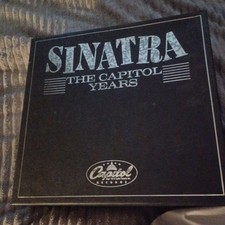 SINATRA
THE CAPITOL
YEARS
Capitol
RECORDS